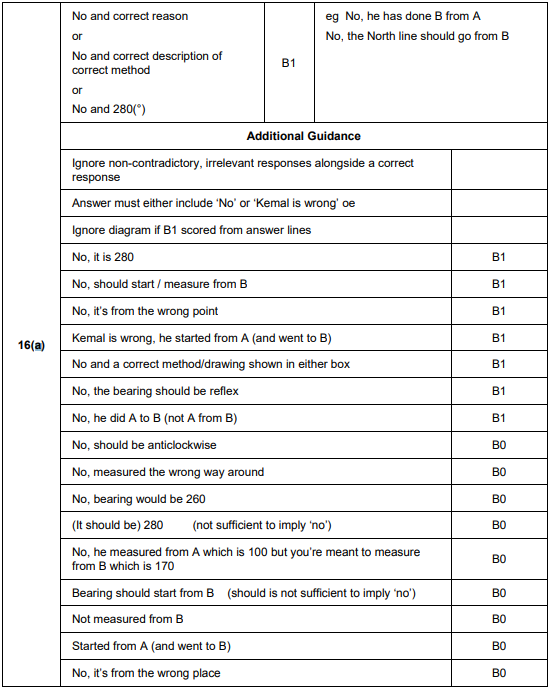 No and correct reason
or
No and correct description of
correct method
or
No and 280(°)
B1
eg No, he has done B from A
No, the North line should go from B
Additional Guidance
Ignore non-contradictory, irrelevant responses alongside a correct
response
Answer must either include ‘No’ or ‘Kemal is wrong’ oe
Ignore diagram if B1 scored from answer lines
No, it is 280 B1
No, should start / measure from B B1
No, it’s from the wrong point B1
16(a)
Kemal is wrong, he started from A (and went to B) B1
No and a correct method/drawing shown in either box B1
No, the bearing should be reflex B1
No, he did A to B (not A from B) B1
No, should be anticlockwise B0
No, measured the wrong way around B0
No, bearing would be 260 B0
(It should be) 280 (not sufficient to imply ‘no’) B0
No, he measured from A which is 100 but you’re meant to measure
from B which is 170 B0
Bearing should start from B (should is not sufficient to imply ‘no’) B0
Not measured from B B0
Started from A (and went to B) B0
No, it’s from the wrong place B0